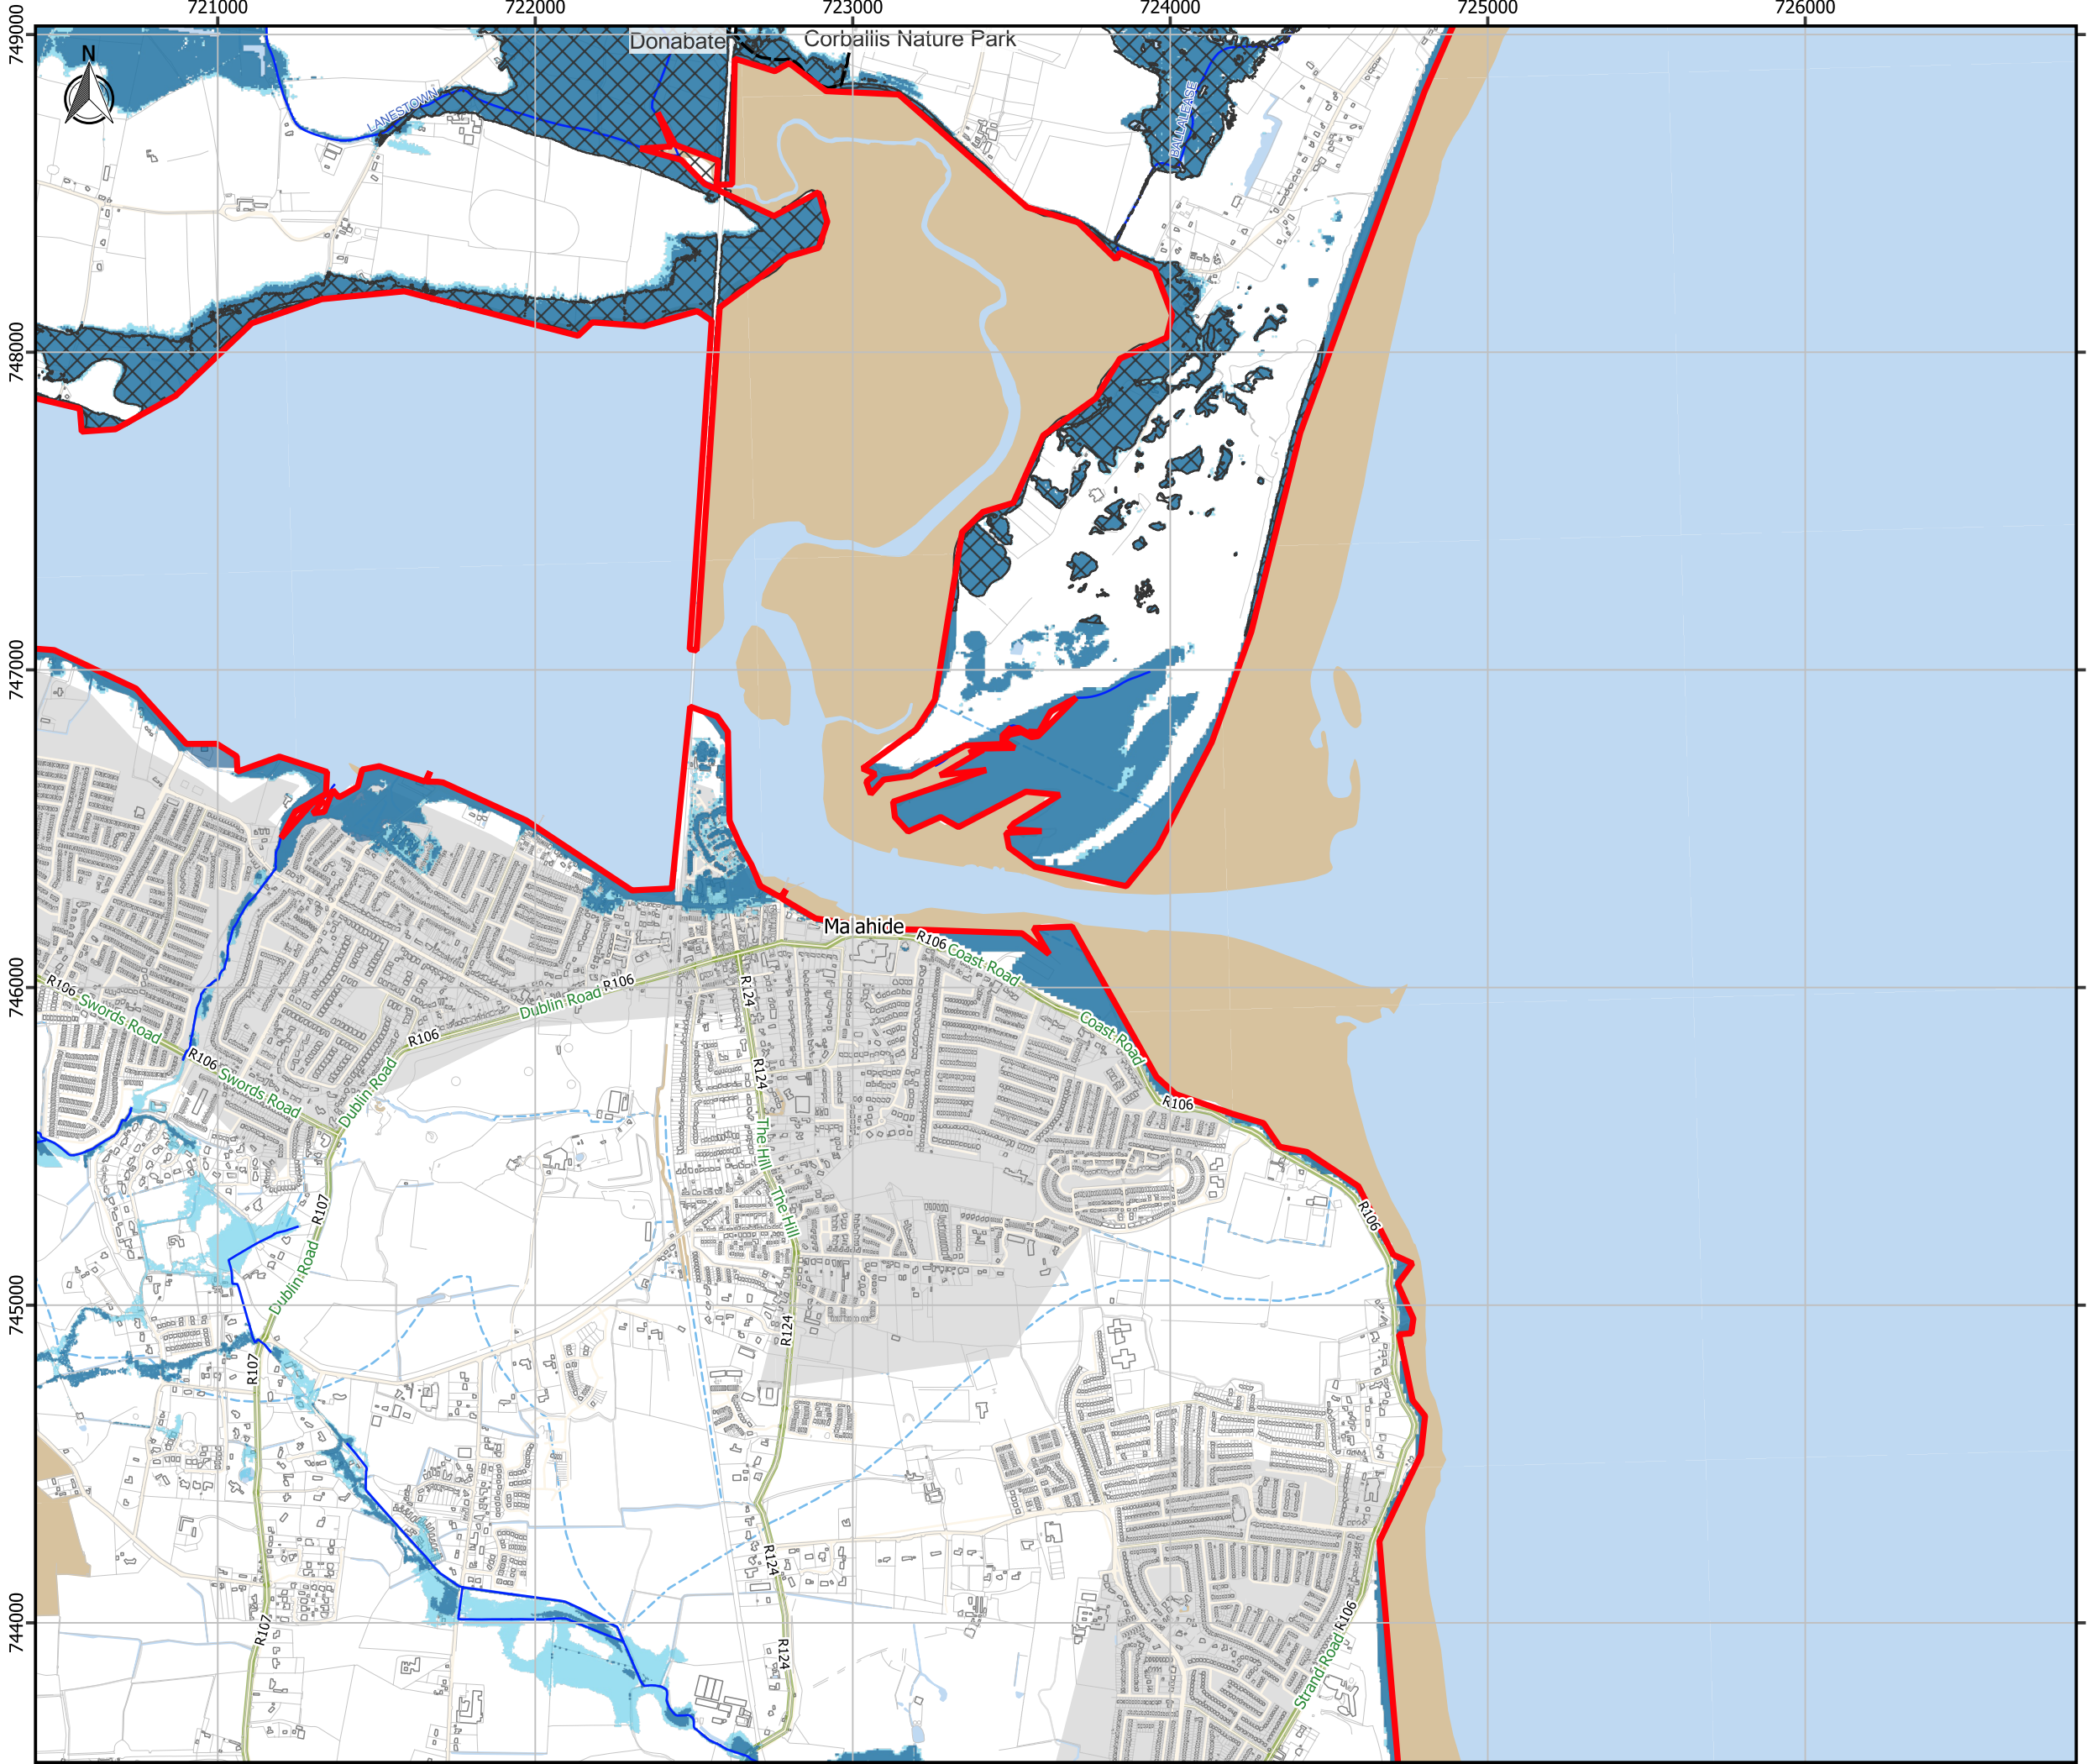 721000
722000
723000
724000
725000
726000
749000
748000
747000
746000
745000
744000
N
Donabate
Corballis Nature Park
LANESTOWN
BALLALEASE
Malahide
R106
Coast Road
Coast Road
R106
R106
Swords Road
R106
Swords Road
Dublin Road
R106
Dublin Road
R106
R124
R124
The Hill
The Hill
R107
Dublin Road
R107
R107
R124
R124
R124
R106
R106
Strand Road